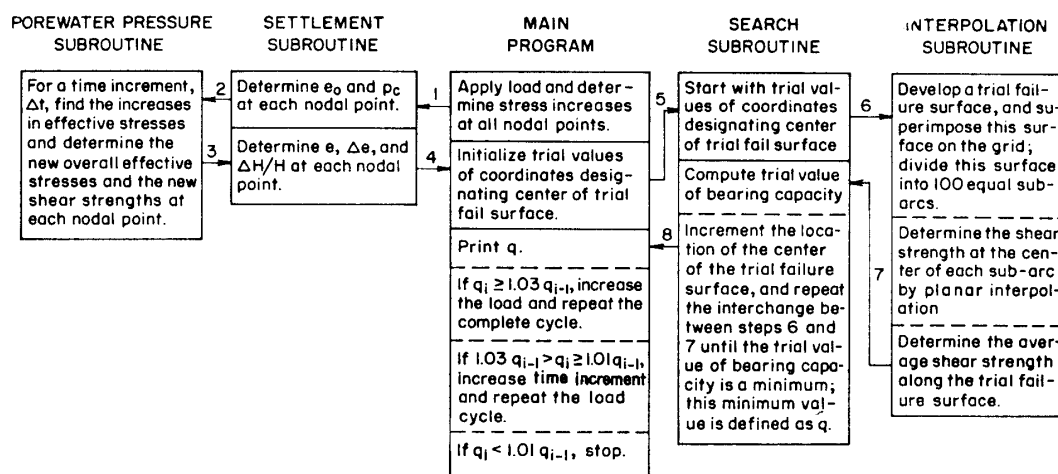 POREWATER PRESSURE
SUBROUTINE
For a time increment,
Δt, find the increases
in effective stresses
and determine the
new overall effective
stresses and the new
shear strengths at
each nodal point.
2
3
SETTLEMENT
SUBROUTINE
Determine e₀ and p꜀
at each nodal point.
Determine e, Δe, and
ΔH/H at each nodal
point.
1
4
MAIN
PROGRAM
Apply load and deter-
mine stress increases
at all nodal points.
Initialize trial values
of coordinates desig-
nating center of trial
fail surface.
Print q.
If qᵢ ≥ 1.03 qᵢ₋₁, increase
the load and repeat the
complete cycle.
If 1.03 qᵢ₋₁ > qᵢ ≥ 1.01 qᵢ₋₁,
increase time increment
and repeat the load
cycle.
If qᵢ < 1.01 qᵢ₋₁, stop.
5
8
SEARCH
SUBROUTINE
Start with trial val-
ues of coordinates
designating center
of trial fail surface
Compute trial value
of bearing capacity
Increment the loca-
tion of the center
of the trial failure
surface, and repeat
the interchange be-
tween steps 6 and
7 until the trial val-
ue of bearing capa-
city is a minimum;
this minimum val-
ue is defined as q.
6
7
INTERPOLATION
SUBROUTINE
Develop a trial fail-
ure surface, and su-
perimpose this sur-
face on the grid;
divide this surface
into 100 equal sub-
arcs.
Determine the shear
strength at the cen-
ter of each sub-arc
by planar interpol-
ation
Determine the aver-
age shear strength
along the trial fail-
ure surface.